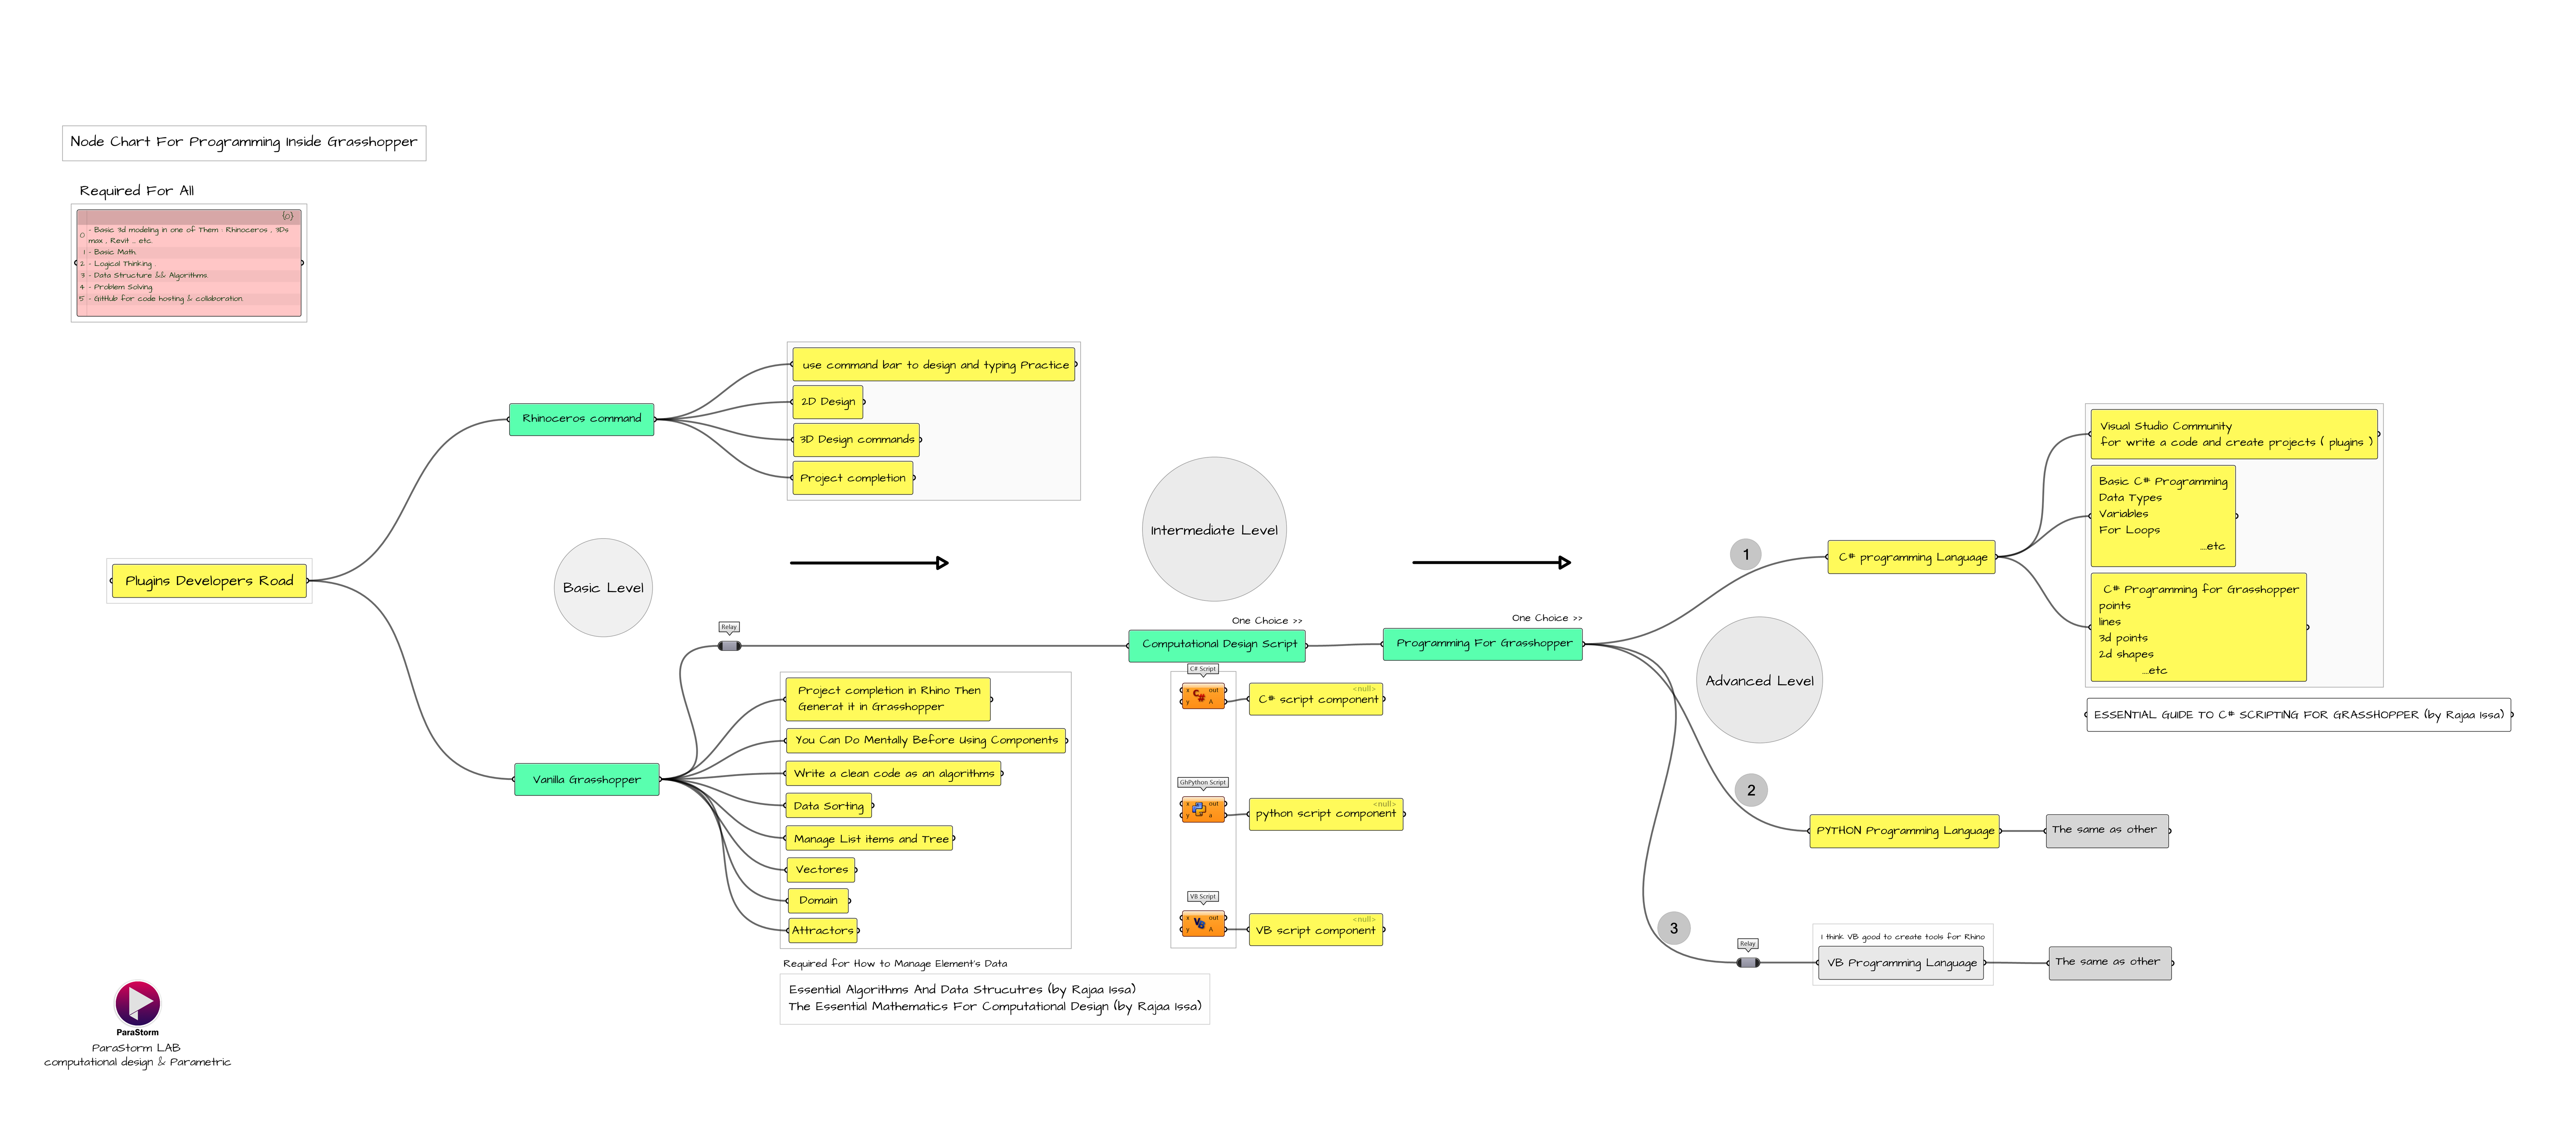 Node Chart For Programming Inside Grasshopper
Required For All
{0}
0 - Basic 3d modeling in one of Them : Rhinoceros , 3Ds
max , Revit ... etc.
1 - Basic Math.
2 - Logical Thinking .
3 - Data Structure && Algorithms.
4 - Problem Solving.
5 - GitHub for code hosting & collaboration.
Plugins Developers Road
Rhinoceros command
use command bar to design and typing Practice
2D Design
3D Design commands
Project completion
Basic Level
Vanilla Grasshopper
Relay
Project completion in Rhino Then
Generat it in Grasshopper
You Can Do Mentally Before Using Components
Write a clean code as an algorithms
Data Sorting
Manage List items and Tree
Vectores
Domain
Attractors
Required for How to Manage Element's Data
Essential Algorithms And Data Strucutres (by Rajaa Issa)
The Essential Mathematics For Computational Design (by Rajaa Issa)
Intermediate Level
One Choice >>
Computational Design Script
C# Script
x out
C#
y A
<null>
C# script component
GhPython Script
x out
y a
<null>
python script component
VB Script
x out
VB
y A
<null>
VB script component
One Choice >>
Programming For Grasshopper
Advanced Level
1
C# programming Language
Visual Studio Community
for write a code and create projects ( plugins )
Basic C# Programming
Data Types
Variables
For Loops
....etc
C# Programming for Grasshopper
points
lines
3d points
2d shapes
....etc
ESSENTIAL GUIDE TO C# SCRIPTING FOR GRASSHOPPER (by Rajaa Issa)
2
PYTHON Programming Language
The same as other
3
Relay
I think VB good to create tools for Rhino
VB Programming Language
The same as other
ParaStorm
ParaStorm LAB
computational design & Parametric